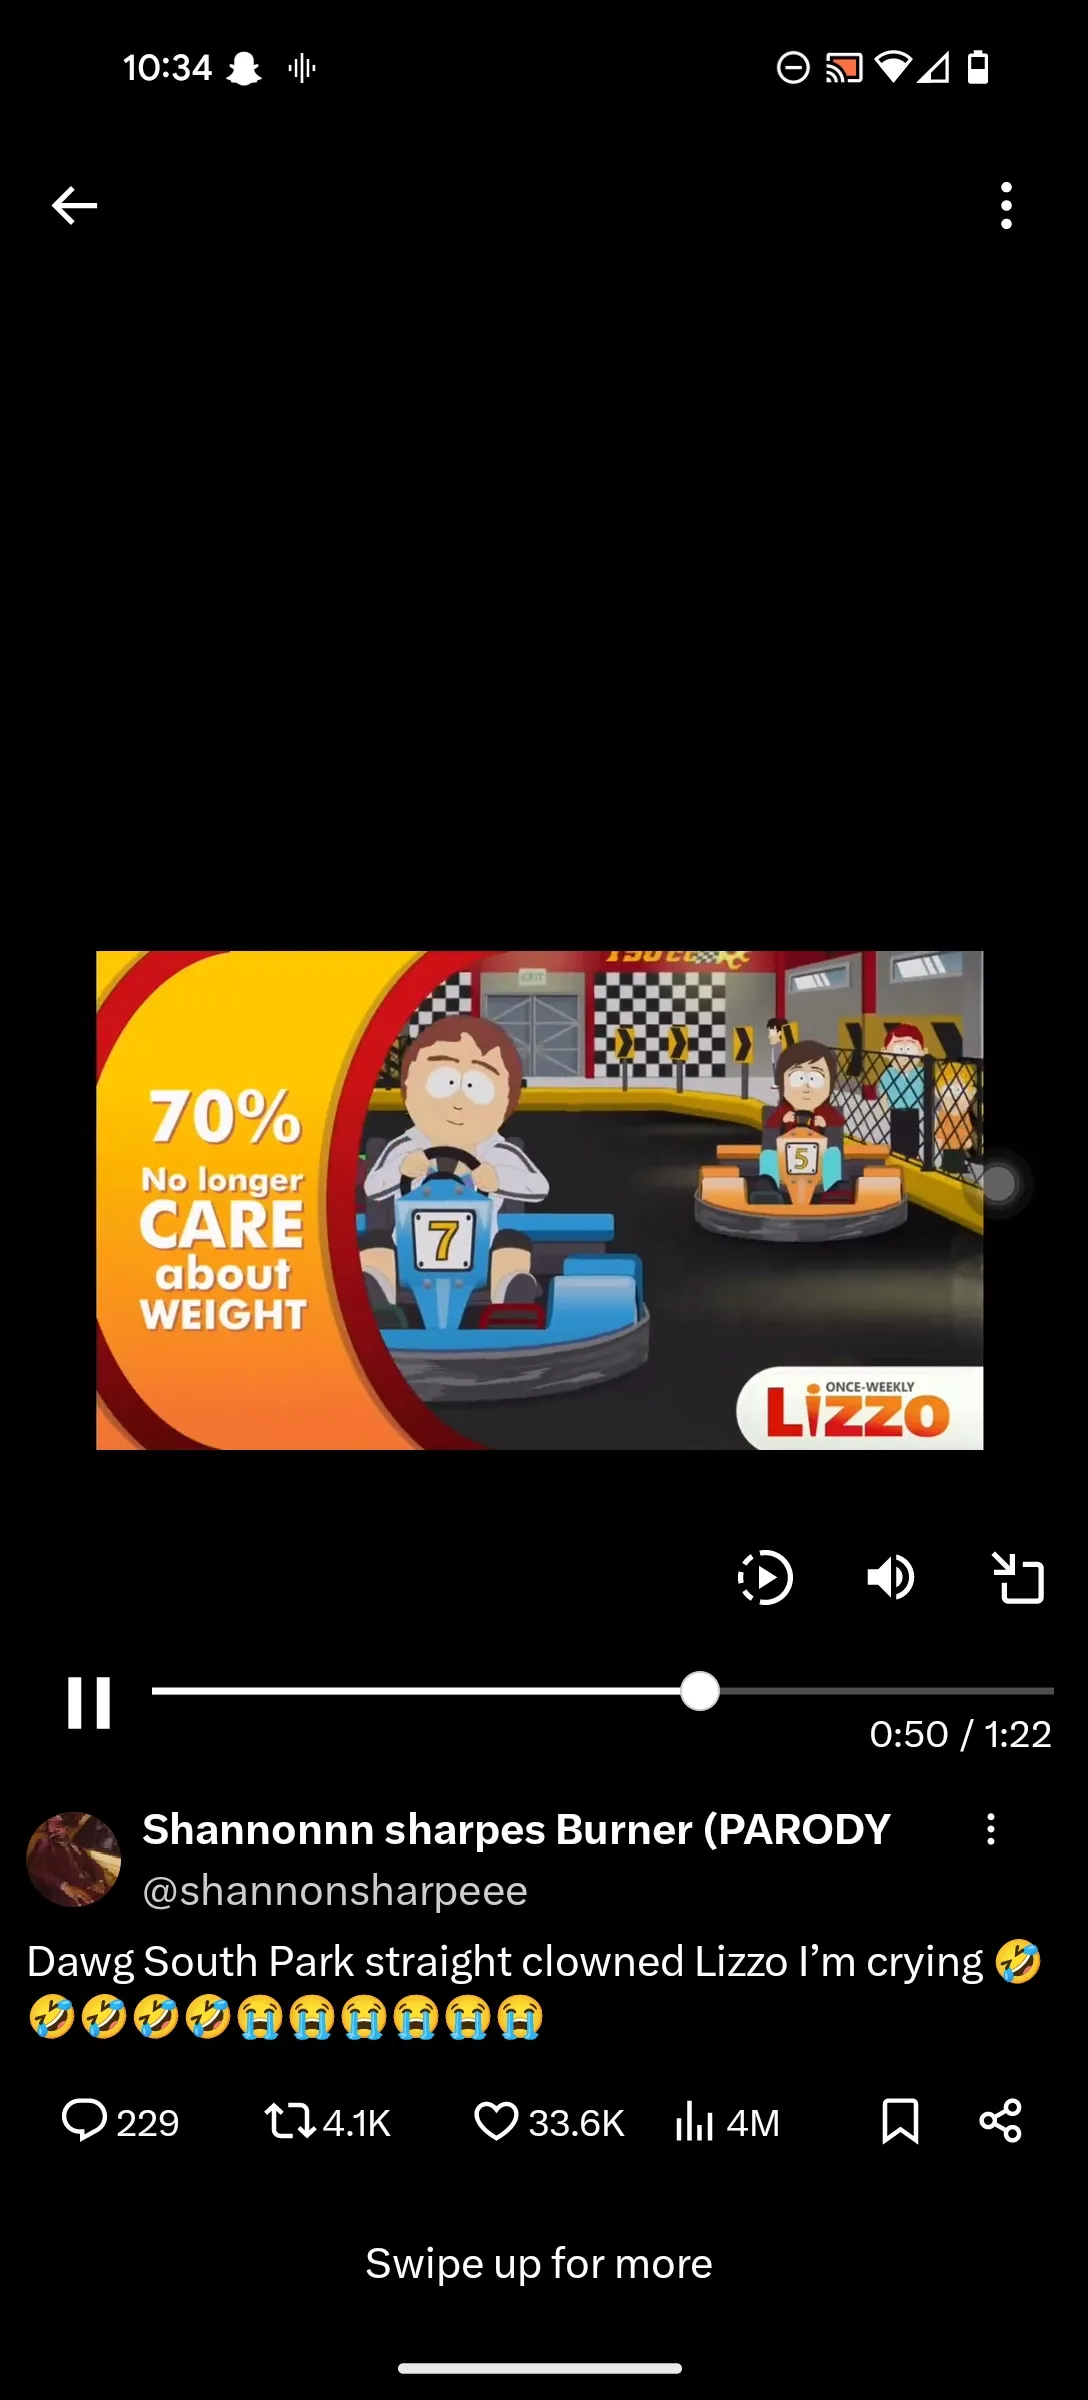 10:34
150cc
EXIT
70%
No longer
CARE
about
WEIGHT
7
5
ONCE-WEEKLY
Lizzo
0:50 / 1:22
Shannonnn sharpes Burner (PARODY
@shannonsharpeee
Dawg South Park straight clowned Lizzo I’m crying 🤣
🤣🤣🤣🤣😭😭😭😭😭😭
229 4.1K 33.6K 4M
Swipe up for more